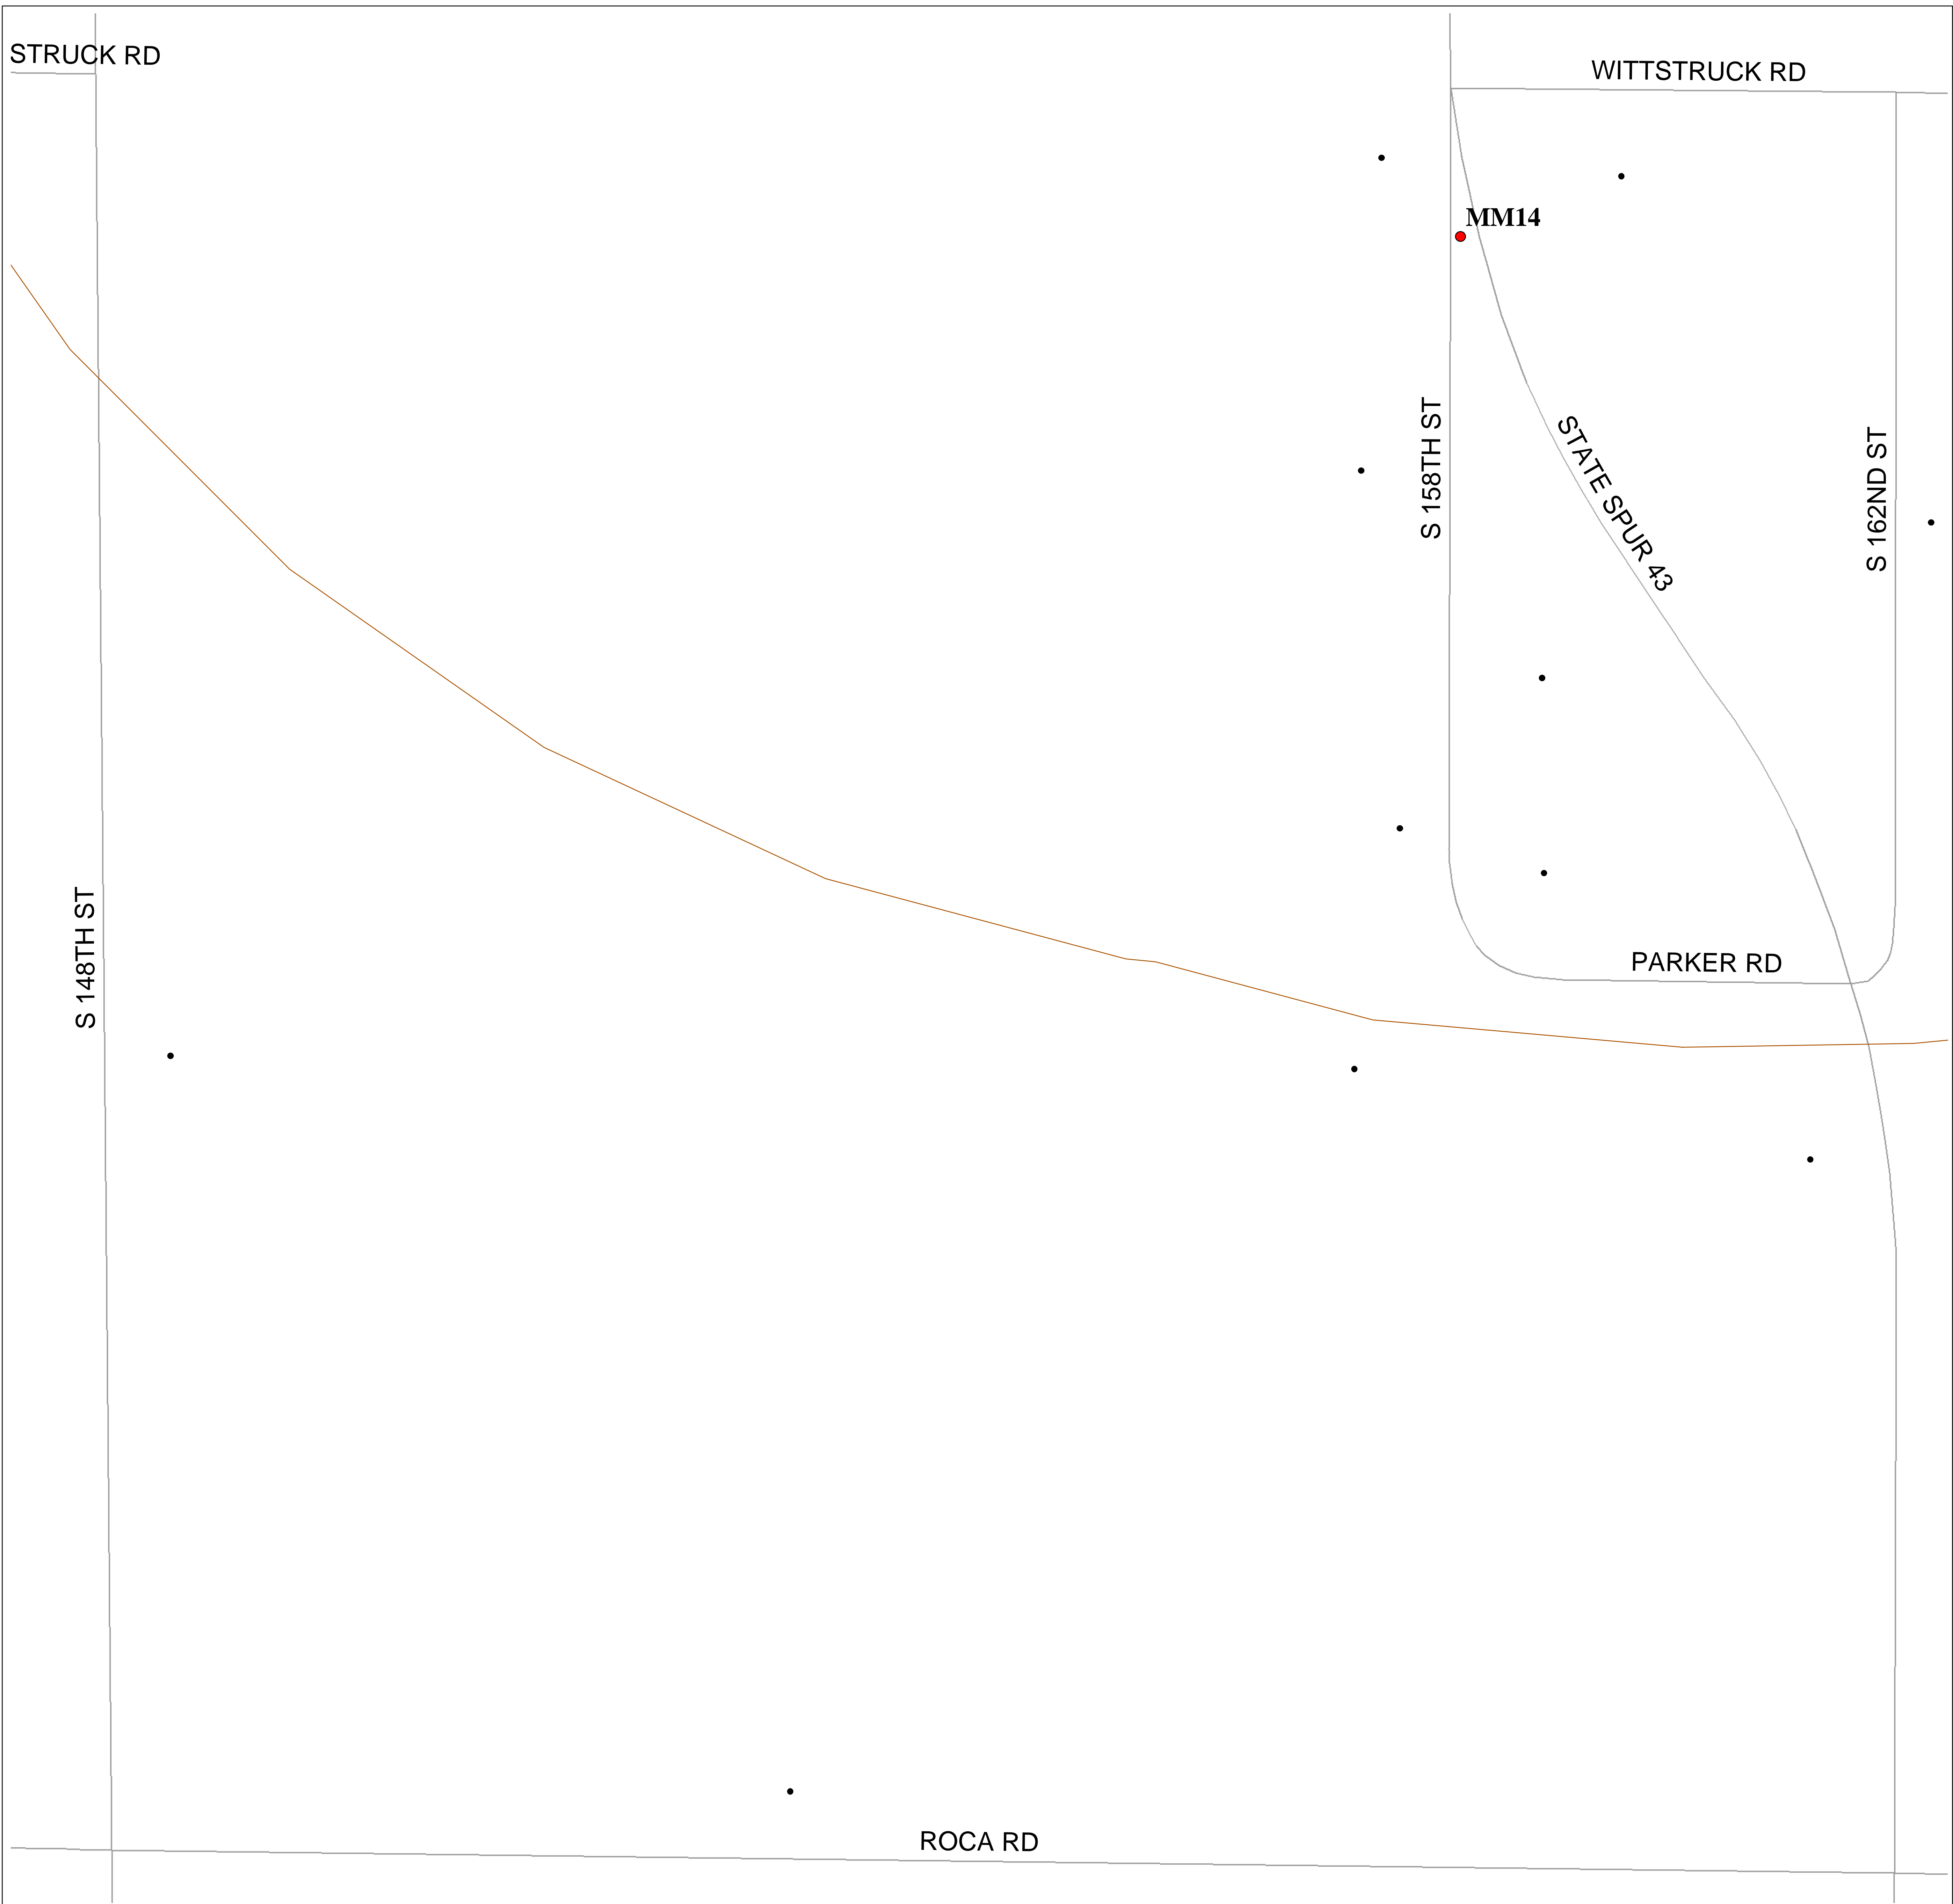 STRUCK RD
WITTSTRUCK RD
MM14
S 158TH ST
STATE SPUR 43
S 162ND ST
S 148TH ST
PARKER RD
ROCA RD